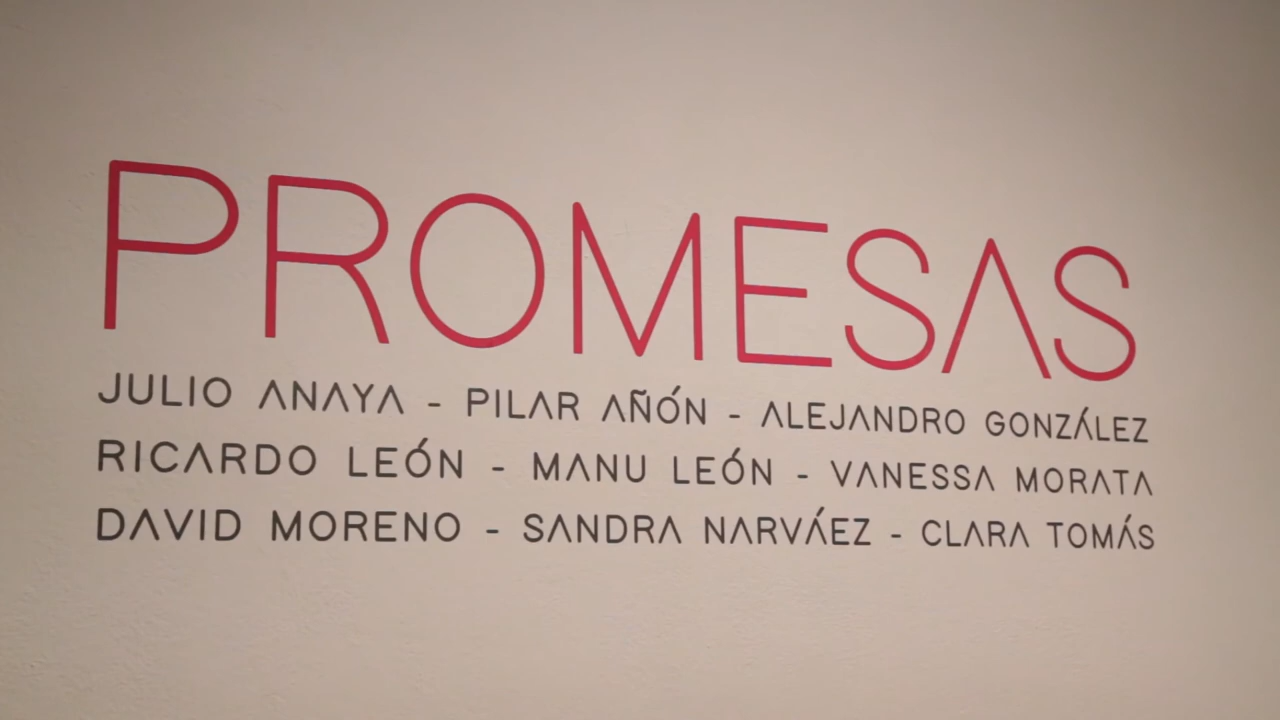 PROMESAS
JULIO ANAYA - PILAR AÑÓN - ALEJANDRO GONZÁLEZ
RICARDO LEÓN - MANU LEÓN - VANESSA MORATA
DAVID MORENO - SANDRA NARVÁEZ - CLARA TOMÁS